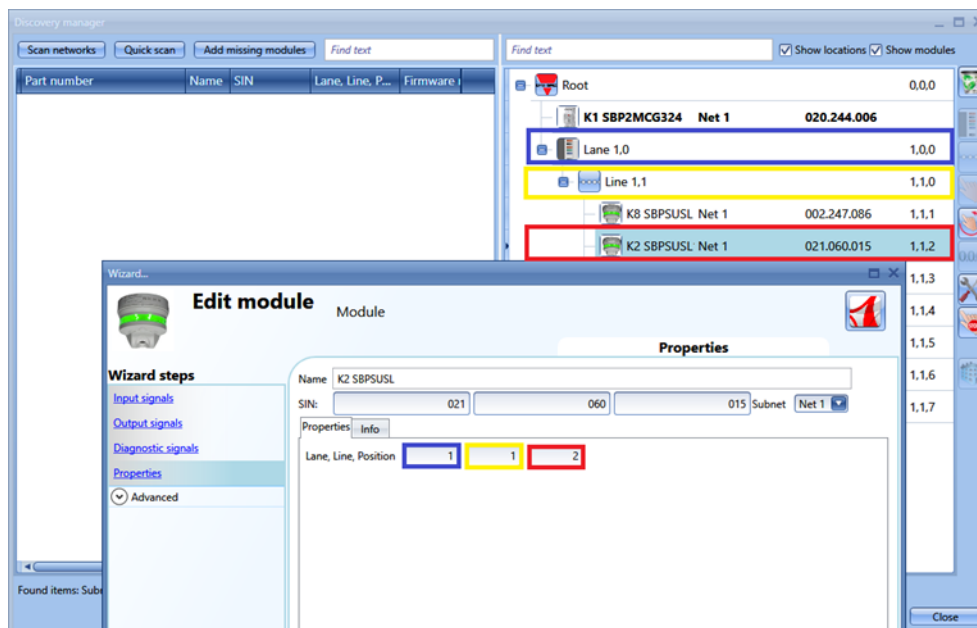 Discovery manager
Scan networks Quick scan Add missing modules Find text
Find text Show locations Show modules
Part number Name SIN Lane, Line, P... Firmware
Root 0,0,0
K1 SBP2MCG324 Net 1 020.244.006
Lane 1,0 1,0,0
Line 1,1 1,1,0
K8 SBPSUSL Net 1 002.247.086 1,1,1
K2 SBPSUSL Net 1 021.060.015 1,1,2
1,1,3
1,1,4
1,1,5
1,1,6
1,1,7
Wizard...
Edit module
Module
Properties
Wizard steps
Input signals
Output signals
Diagnostic signals
Properties
Advanced
Name K2 SBPSUSL
SIN: 021 060 015 Subnet Net 1
Properties Info
Lane, Line, Position 1 1 2
Found items:
Close